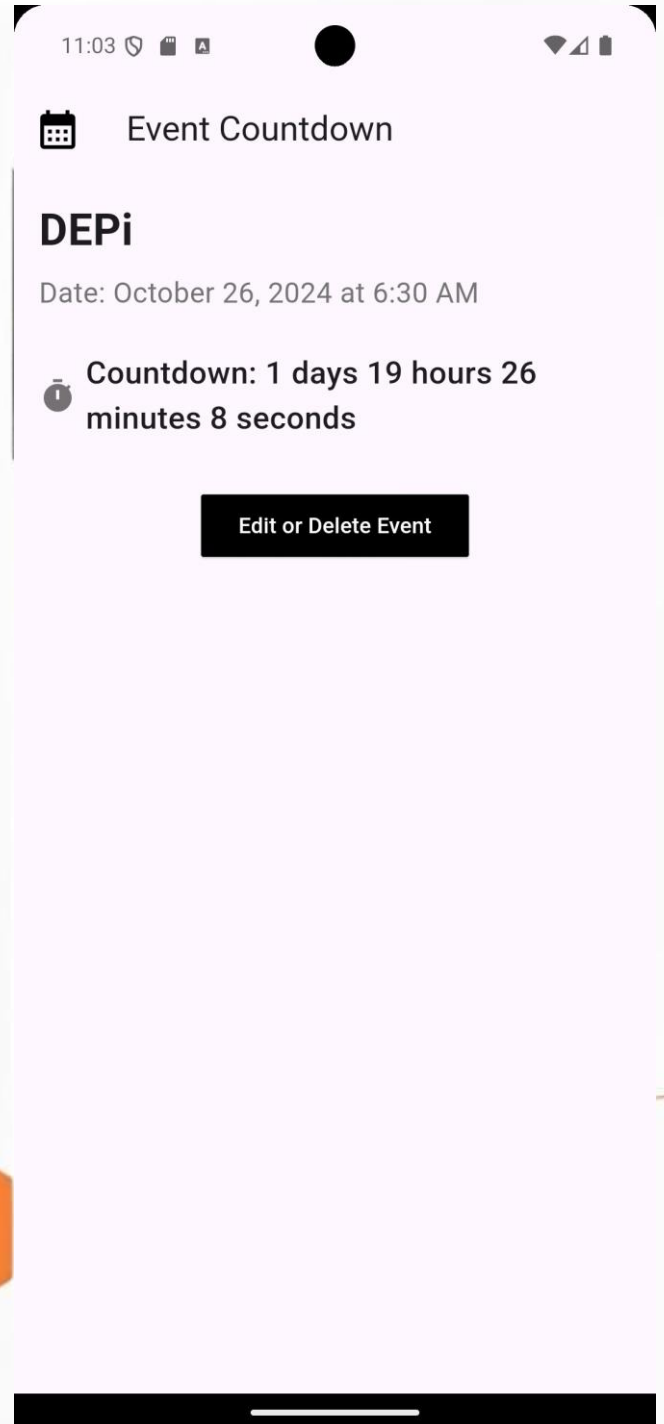 11:03
Event Countdown
DEPi
Date: October 26, 2024 at 6:30 AM
Countdown: 1 days 19 hours 26
minutes 8 seconds
Edit or Delete Event